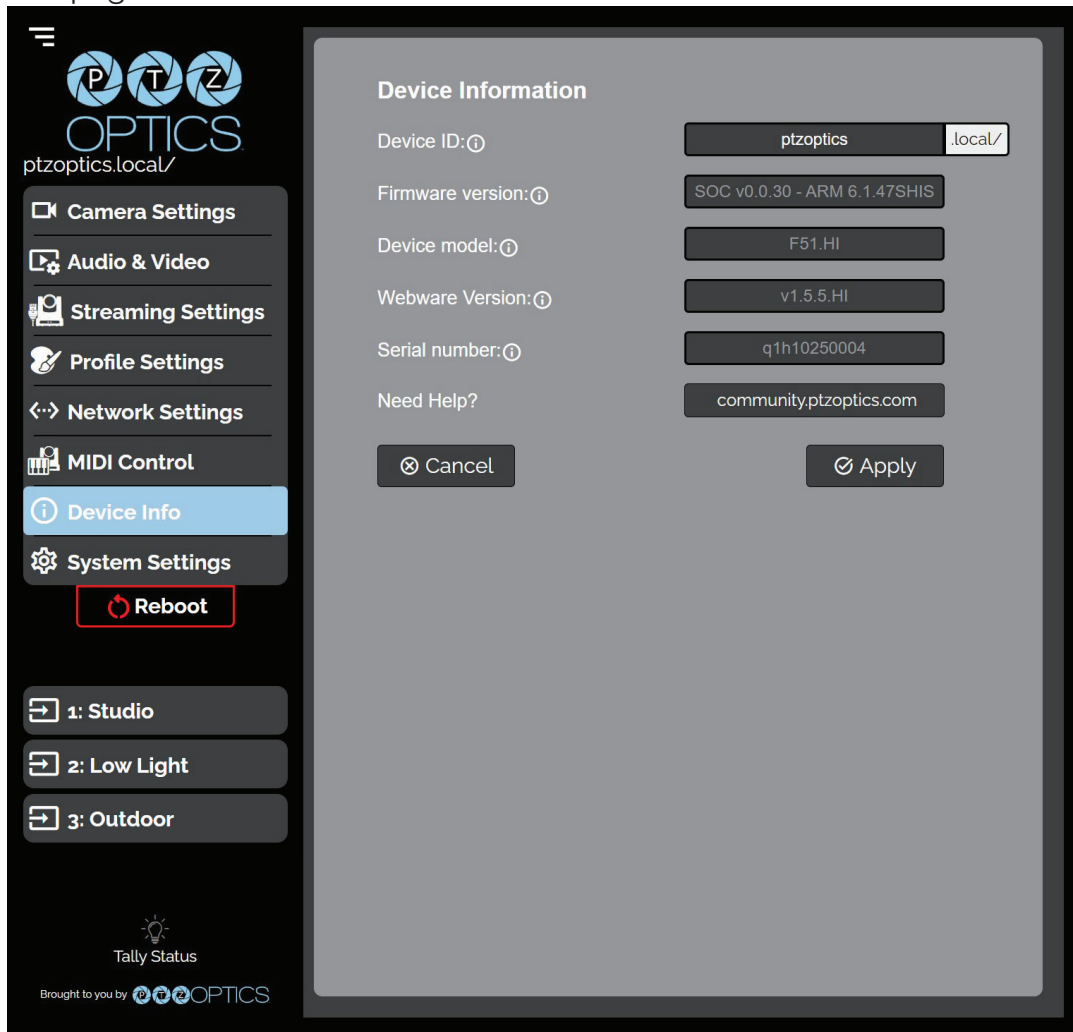 PTZ
OPTICS
ptzoptics.local/
Camera Settings
Audio & Video
Streaming Settings
Profile Settings
Network Settings
MIDI Control
Device Info
System Settings
Reboot
1: Studio
2: Low Light
3: Outdoor
Tally Status
Brought to you by PTZOPTICS
Device Information
Device ID: ptzoptics .local/
Firmware version: SOC v0.0.30 - ARM 6.1.47SHIS
Device model: F51.HI
Webware Version: v1.5.5.HI
Serial number: q1h10250004
Need Help? community.ptzoptics.com
Cancel Apply